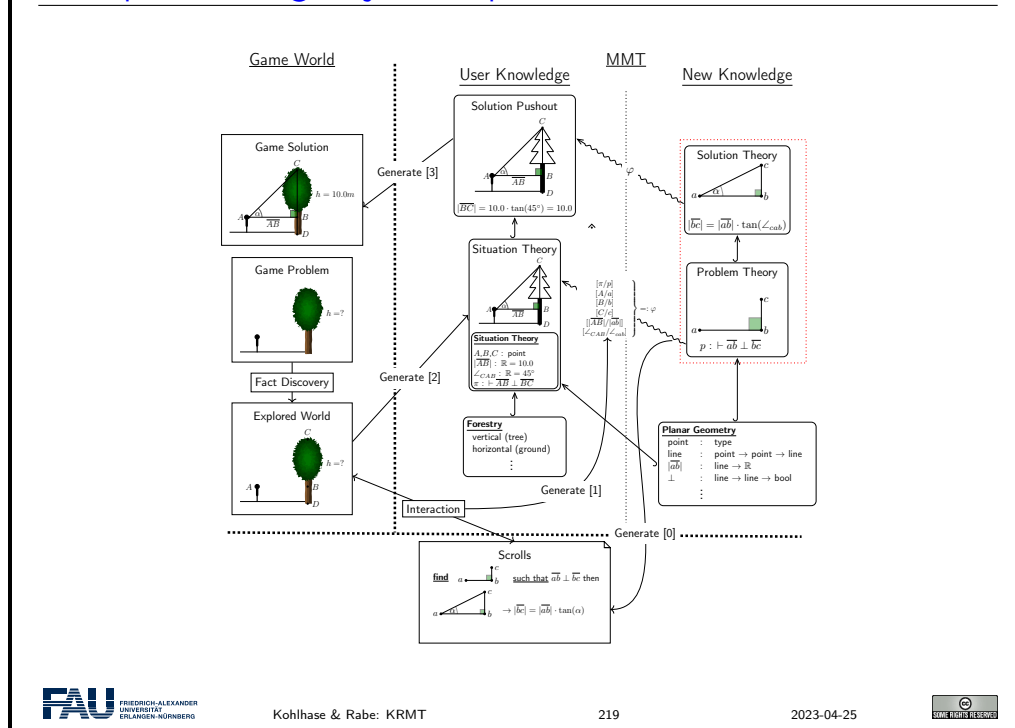 Game World
User Knowledge
MMT
New Knowledge
Solution Pushout
C
A
α
AB
B
D
|BC| = 10.0 · tan(45°) = 10.0
Game Solution
C
h = 10.0m
A
α
AB
B
D
Generate [3]
φ
Solution Theory
c
a
α
b
|bc| = |ab| · tan(∠cab)
Game Problem
h =?
Situation Theory
C
A
α
AB
B
D
Situation Theory
A,B,C : point
|AB| : ℝ = 10.0
∠CAB : ℝ = 45°
π : ⊢ AB ⊥ BC
[π/p]
[A/a]
[B/b]
[C/c]
[|AB|/|ab|]
[∠CAB/∠cab]
=: φ
Problem Theory
c
a
b
p : ⊢ ab ⊥ bc
Fact Discovery
Generate [2]
Explored World
C
h =?
A
B
D
Forestry
vertical (tree)
horizontal (ground)
⋮
Planar Geometry
point : type
line : point → point → line
|ab| : line → ℝ
⊥ : line → line → bool
⋮
Generate [1]
Interaction
Generate [0]
Scrolls
find a b c such that ab ⊥ bc then
a α b c → |bc| = |ab| · tan(α)
FAU FRIEDRICH-ALEXANDER
UNIVERSITÄT
ERLANGEN-NÜRNBERG
Kohlhase & Rabe: KRMT
219
2023-04-25
cc
SOME RIGHTS RESERVED